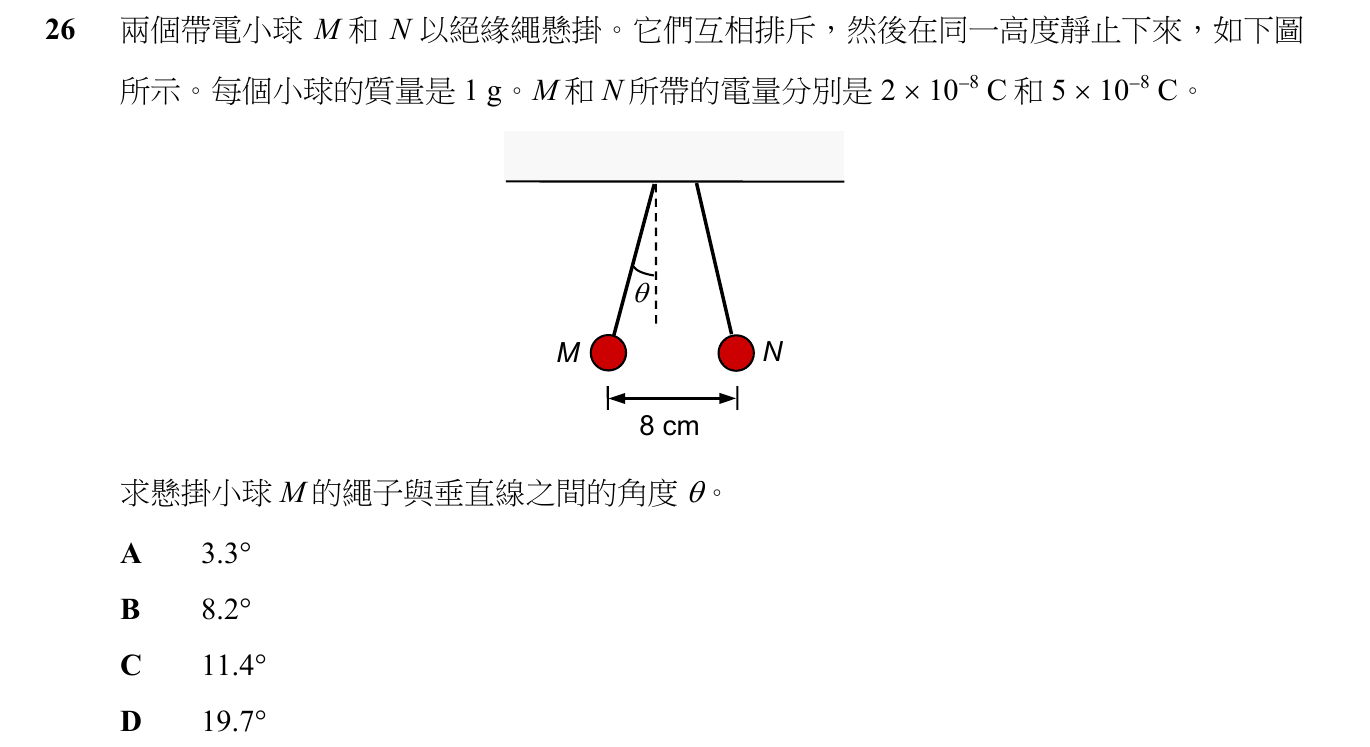 26 兩個帶電小球 M 和 N 以絕緣繩懸掛。它們互相排斥，然後在同一高度靜止下來，如下圖
所示。每個小球的質量是 1 g。M 和 N 所帶的電量分別是 2 × 10⁻⁸ C 和 5 × 10⁻⁸ C。
θ
M N
8 cm
求懸掛小球 M 的繩子與垂直線之間的角度 θ。
A 3.3°
B 8.2°
C 11.4°
D 19.7°